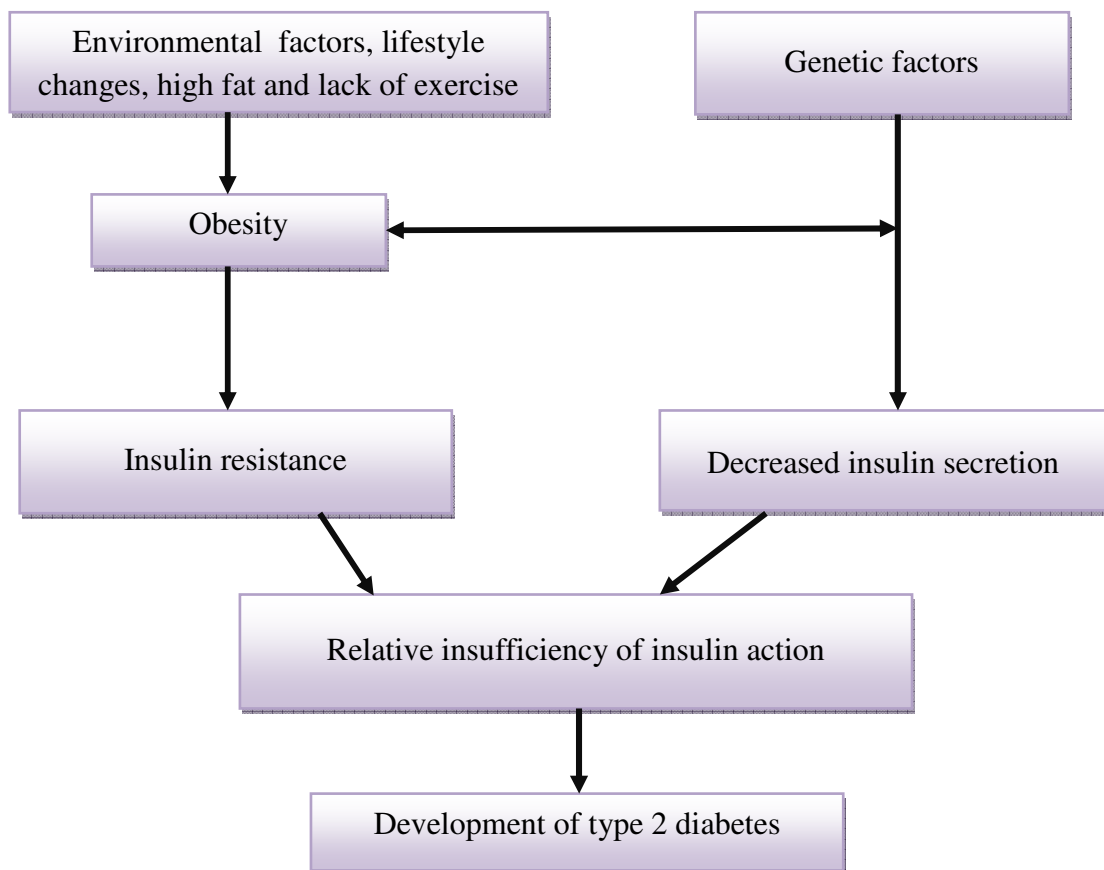 Environmental factors, lifestyle
changes, high fat and lack of exercise
Genetic factors
Obesity
Insulin resistance
Decreased insulin secretion
Relative insufficiency of insulin action
Development of type 2 diabetes